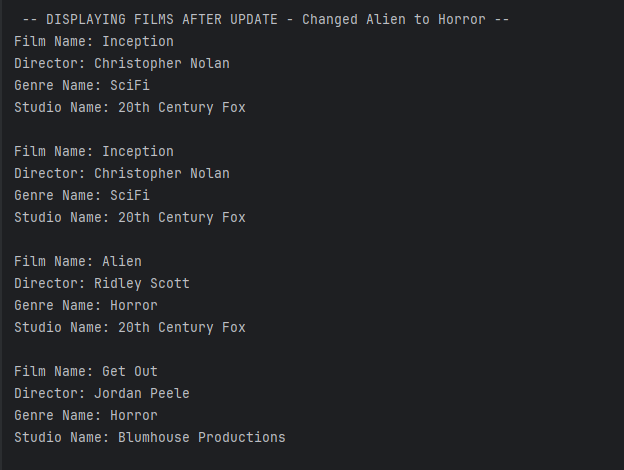 -- DISPLAYING FILMS AFTER UPDATE - Changed Alien to Horror --
Film Name: Inception
Director: Christopher Nolan
Genre Name: SciFi
Studio Name: 20th Century Fox
Film Name: Inception
Director: Christopher Nolan
Genre Name: SciFi
Studio Name: 20th Century Fox
Film Name: Alien
Director: Ridley Scott
Genre Name: Horror
Studio Name: 20th Century Fox
Film Name: Get Out
Director: Jordan Peele
Genre Name: Horror
Studio Name: Blumhouse Productions